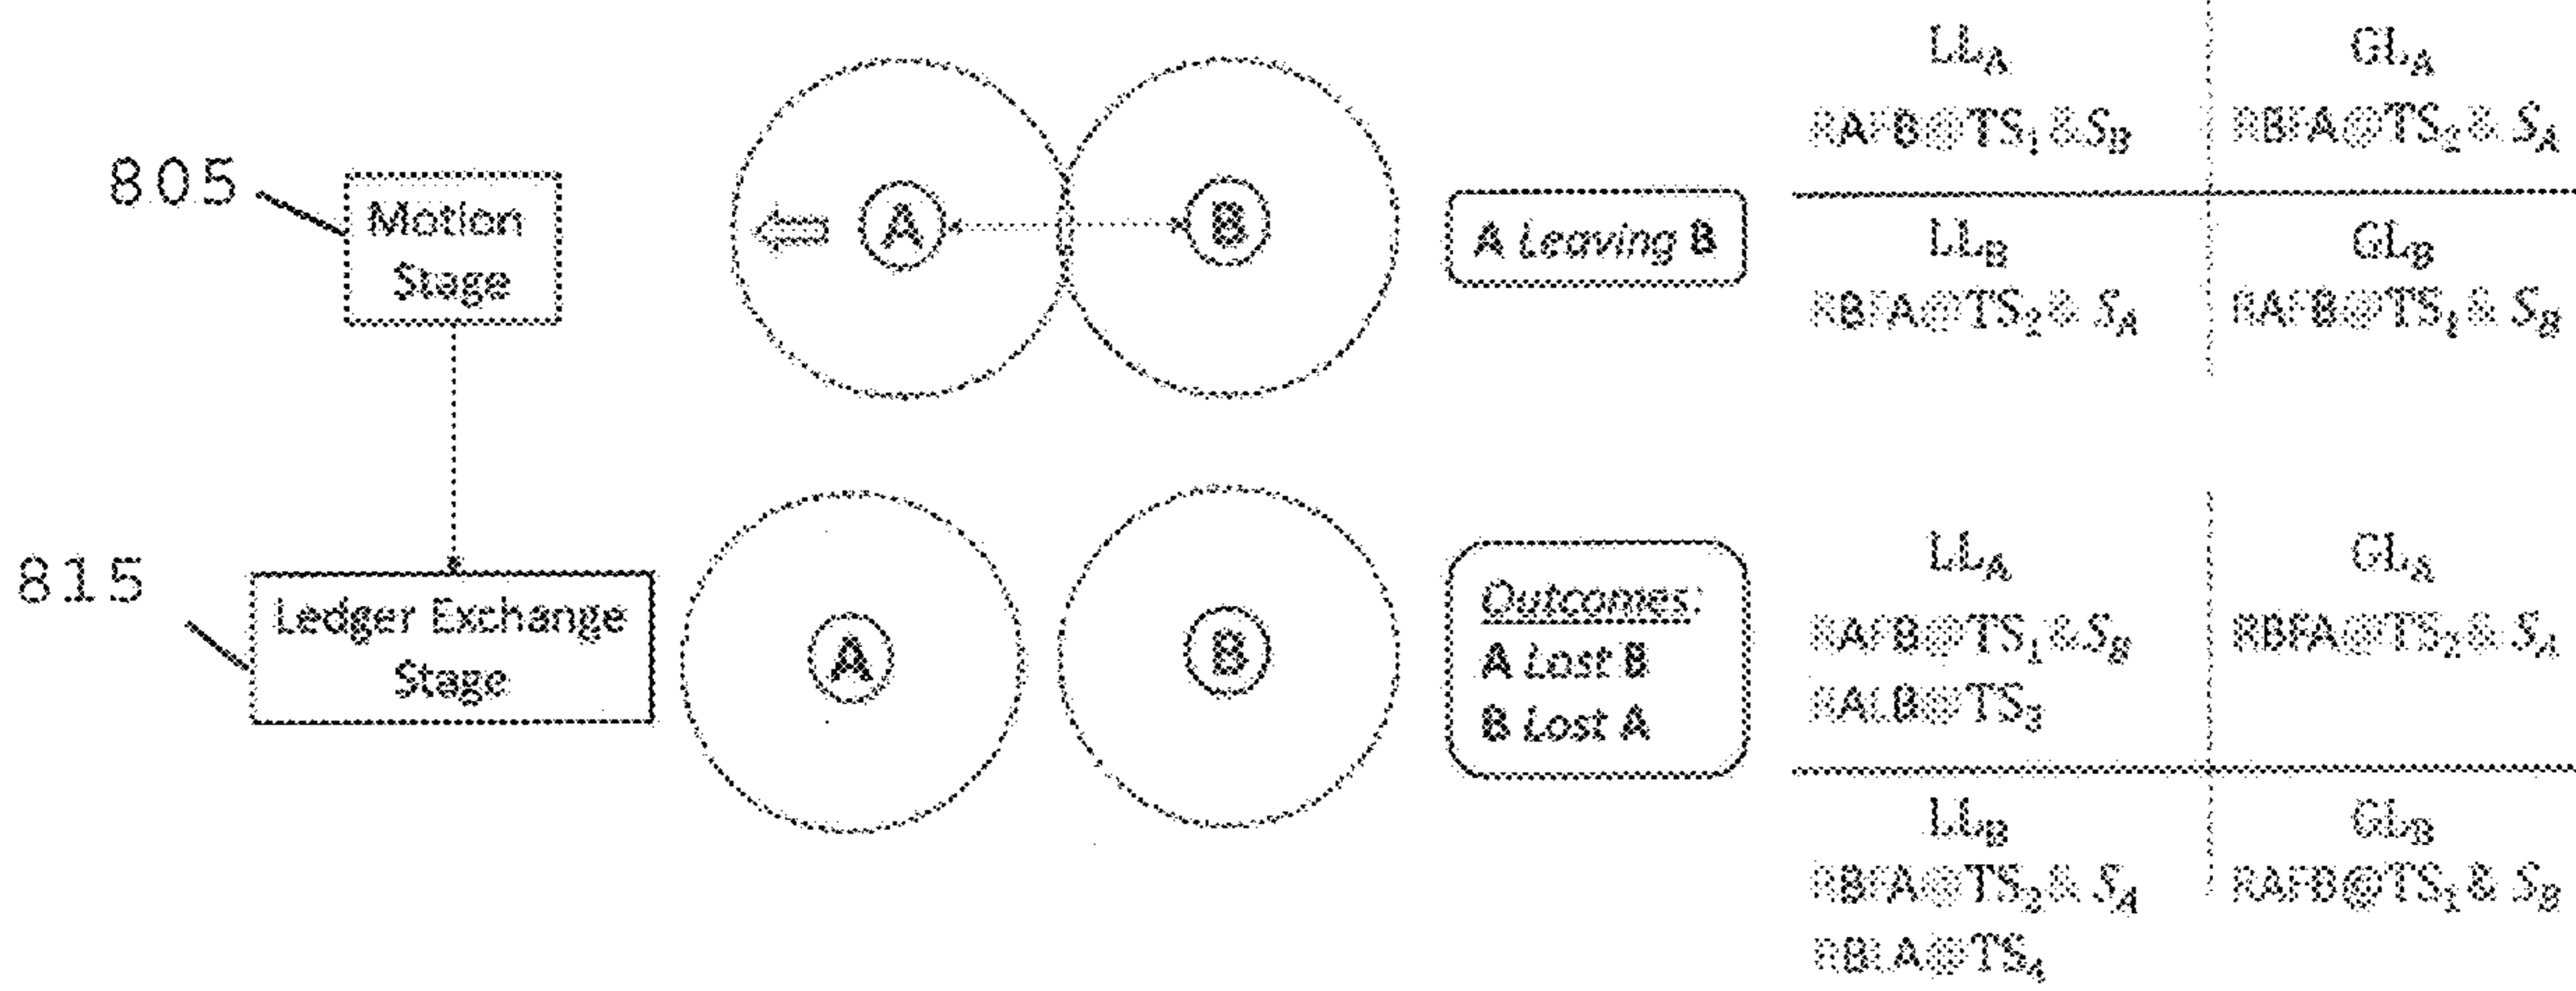 805
Motion
Stage
A
B
A Leaving B
LL_A
GL_A
RAFB@TS_1 & S_B
RBFA@TS_2 & S_A
LL_B
GL_B
RBFA@TS_2 & S_A
RAFB@TS_1 & S_B
815
Ledger Exchange
Stage
A
B
Outcomes:
A Lost B
B Lost A
LL_A
GL_A
RAFB@TS_1 & S_B
RBFA@TS_2 & S_A
RALB@TS_3
LL_B
GL_B
RBFA@TS_2 & S_A
RAFB@TS_1 & S_B
RBLA@TS_4